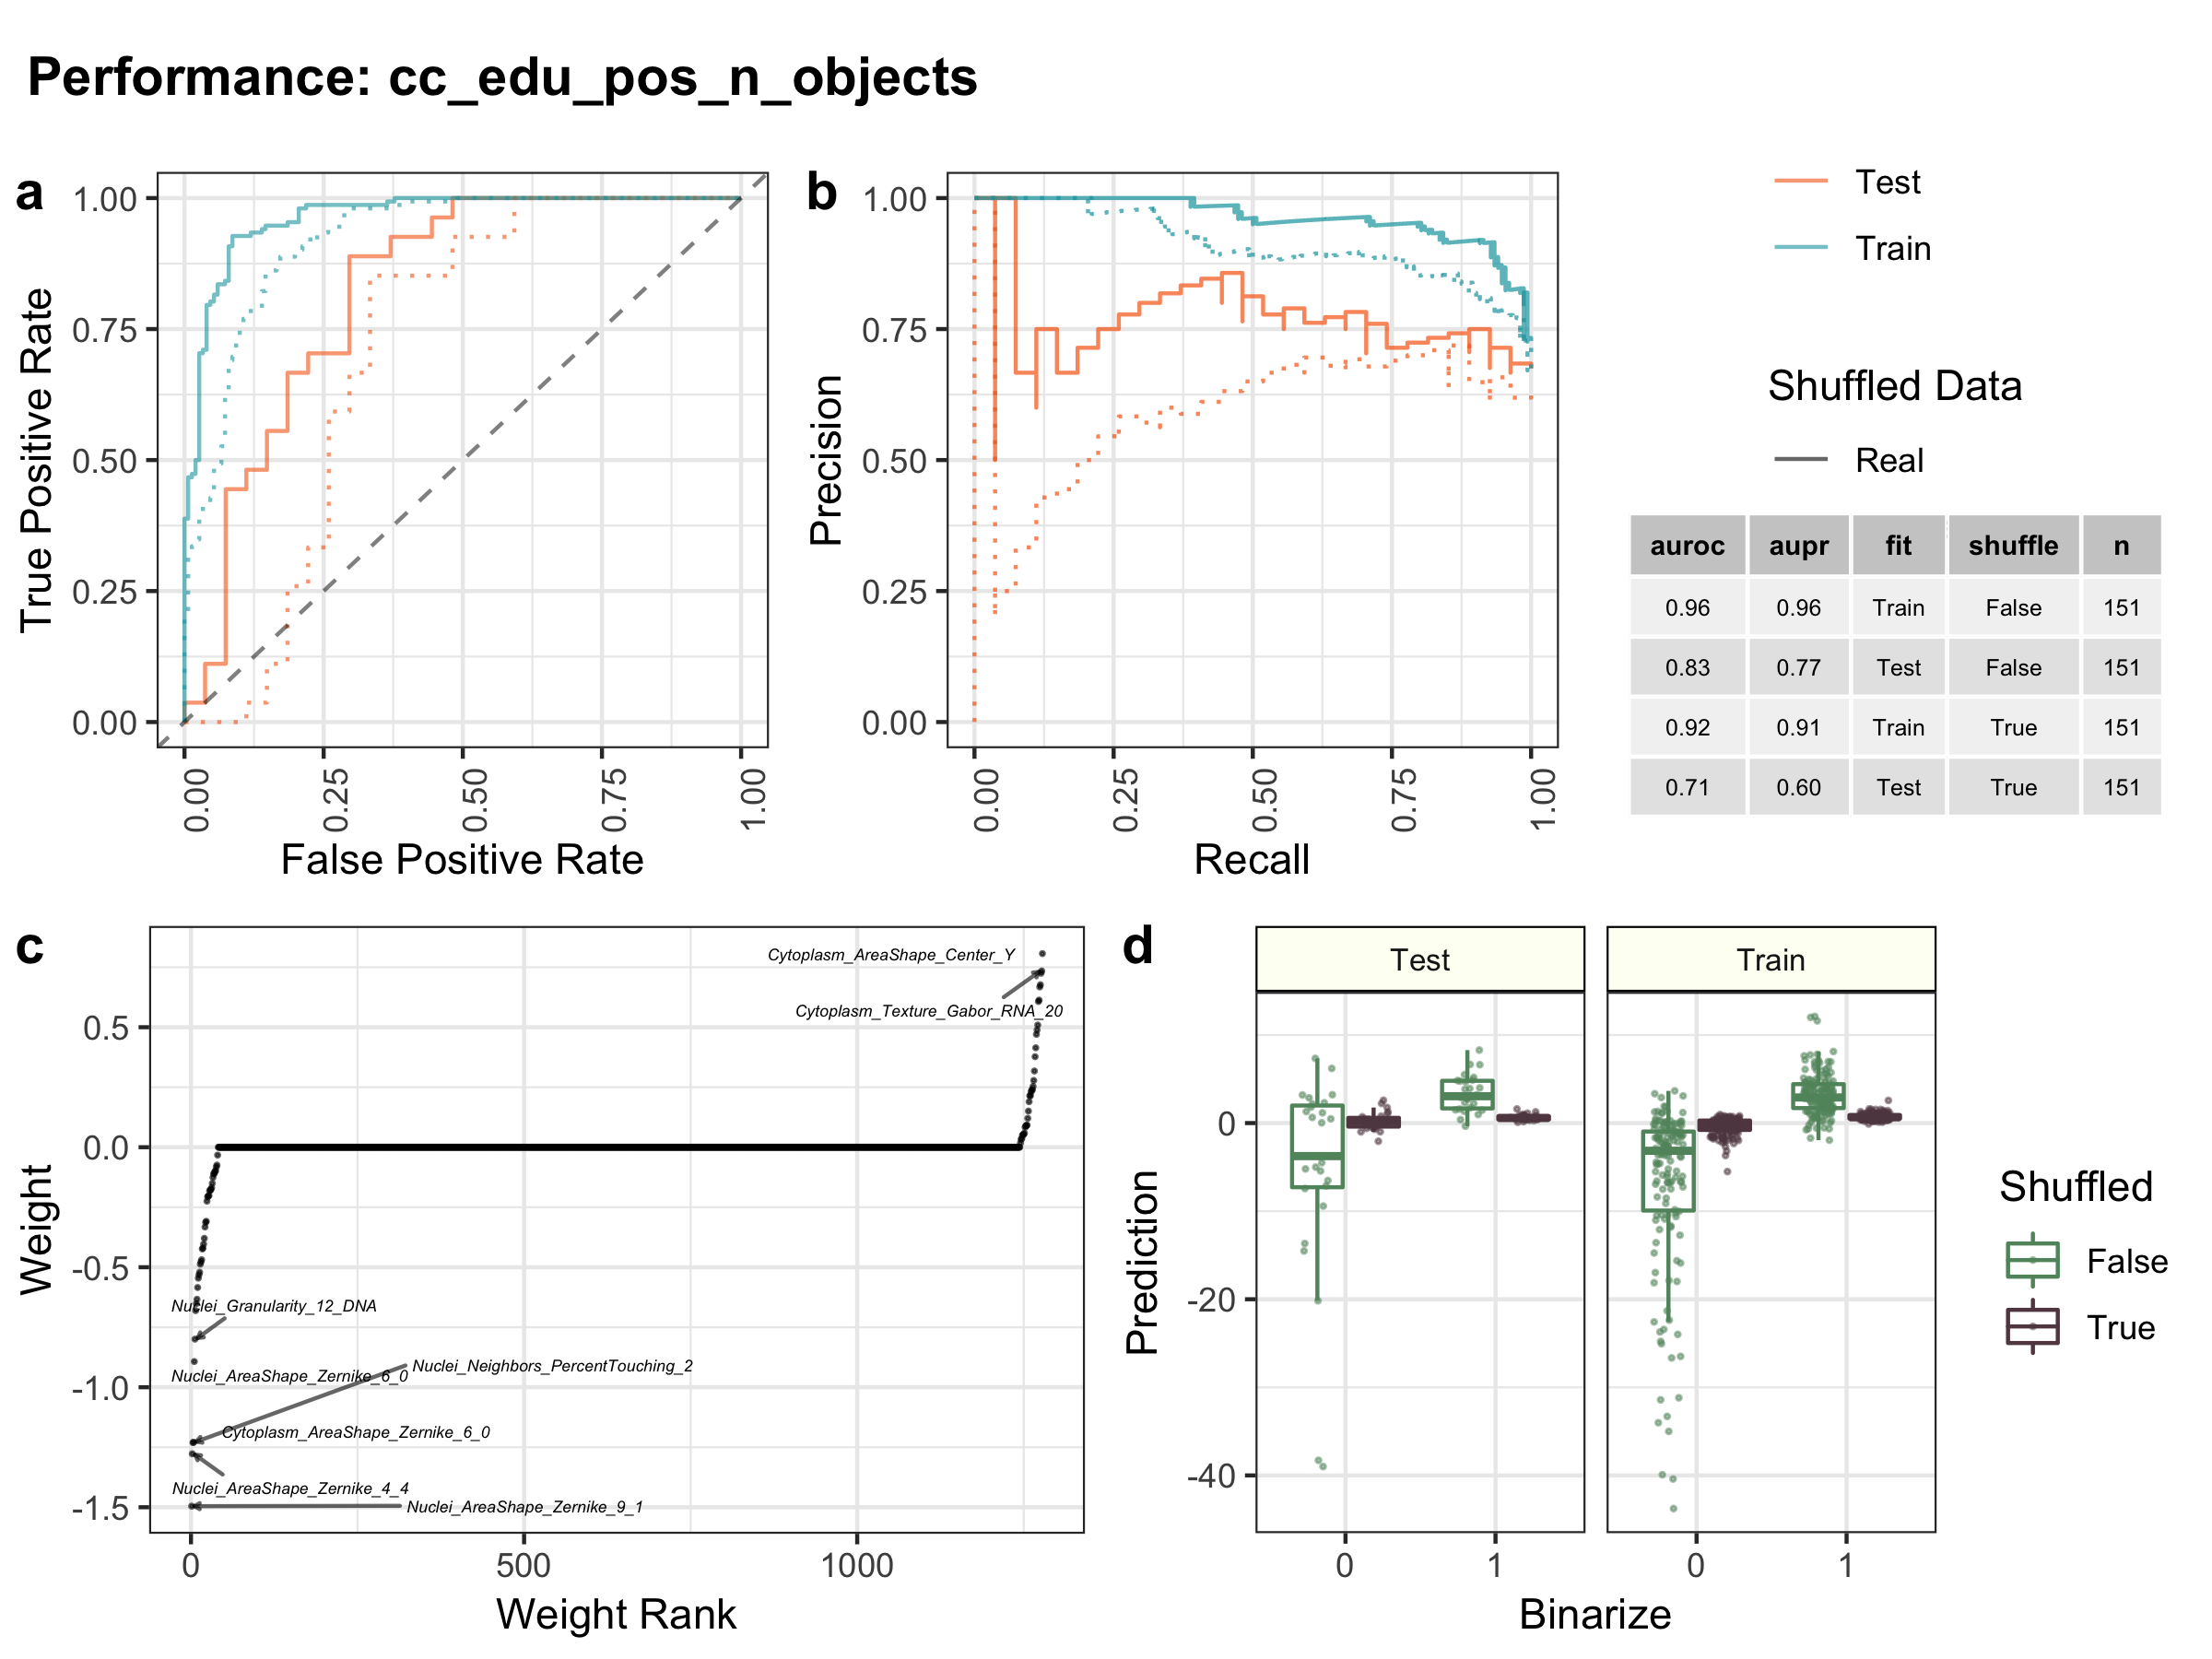 Performance: cc_edu_pos_n_objects
a
1.00
0.75
0.50
0.25
0.00
True Positive Rate
0.00
0.25
0.50
0.75
1.00
False Positive Rate
b
1.00
0.75
0.50
0.25
0.00
Precision
0.00
0.25
0.50
0.75
1.00
Recall
Test
Train
Shuffled Data
Real
auroc aupr fit shuffle n
0.96 0.96 Train False 151
0.83 0.77 Test False 151
0.92 0.91 Train True 151
0.71 0.60 Test True 151
c
0.5
0.0
-0.5
-1.0
-1.5
Weight
Cytoplasm_AreaShape_Center_Y
Cytoplasm_Texture_Gabor_RNA_20
Nuclei_Granularity_12_DNA
Nuclei_Neighbors_PercentTouching_2
Nuclei_AreaShape_Zernike_6_0
Cytoplasm_AreaShape_Zernike_6_0
Nuclei_AreaShape_Zernike_4_4
Nuclei_AreaShape_Zernike_9_1
0
500
1000
Weight Rank
d
Test
Train
0
-20
-40
Prediction
0
1
0
1
Binarize
Shuffled
False
True